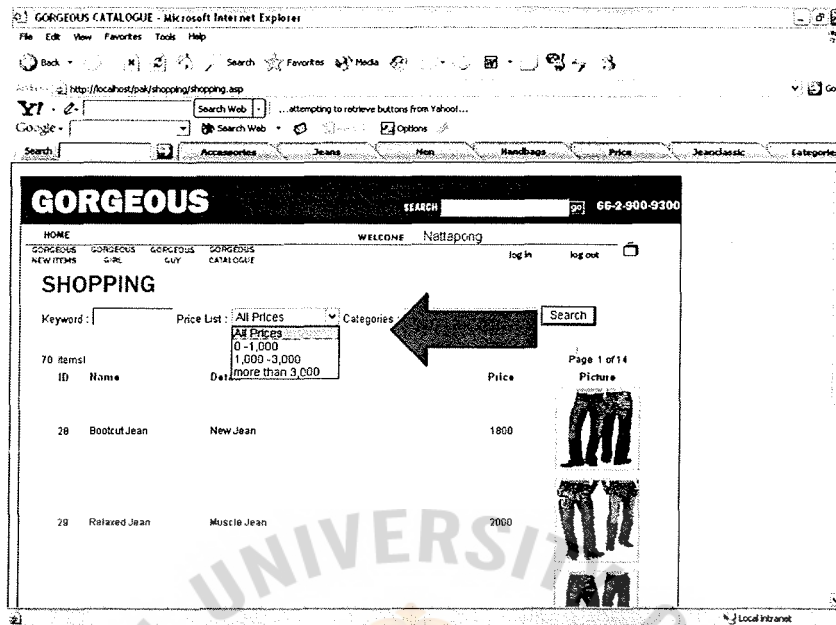 GORGEOUS CATALOGUE - Microsoft Internet Explorer
File Edit View Favorites Tools Help
Back Search Favorites Media
http://localhost/pak/shopping/shopping.asp Go
Y! Search Web ...attempting to retrieve buttons from Yahoo!...
Google Search Web Options
Search Accessories Jeans Men Handbags Price Jeanclassic Categorie
GORGEOUS SEARCH go 66-2-900-9300
HOME WELCOME Nattapong
GORGEOUS NEW ITEMS GORGEOUS GIRL GORGEOUS GUY GORGEOUS CATALOGUE log in log out
SHOPPING
Keyword : Price List : All Prices Categories : Search
All Prices
0 -1,000
1,000 -3,000
more than 3,000
70 items! Page 1 of 14
ID Name Deta Price Picture
28 Bootcut Jean New Jean 1800
29 Relaxed Jean Muscle Jean 2000
UNIVERSIT
Local intranet